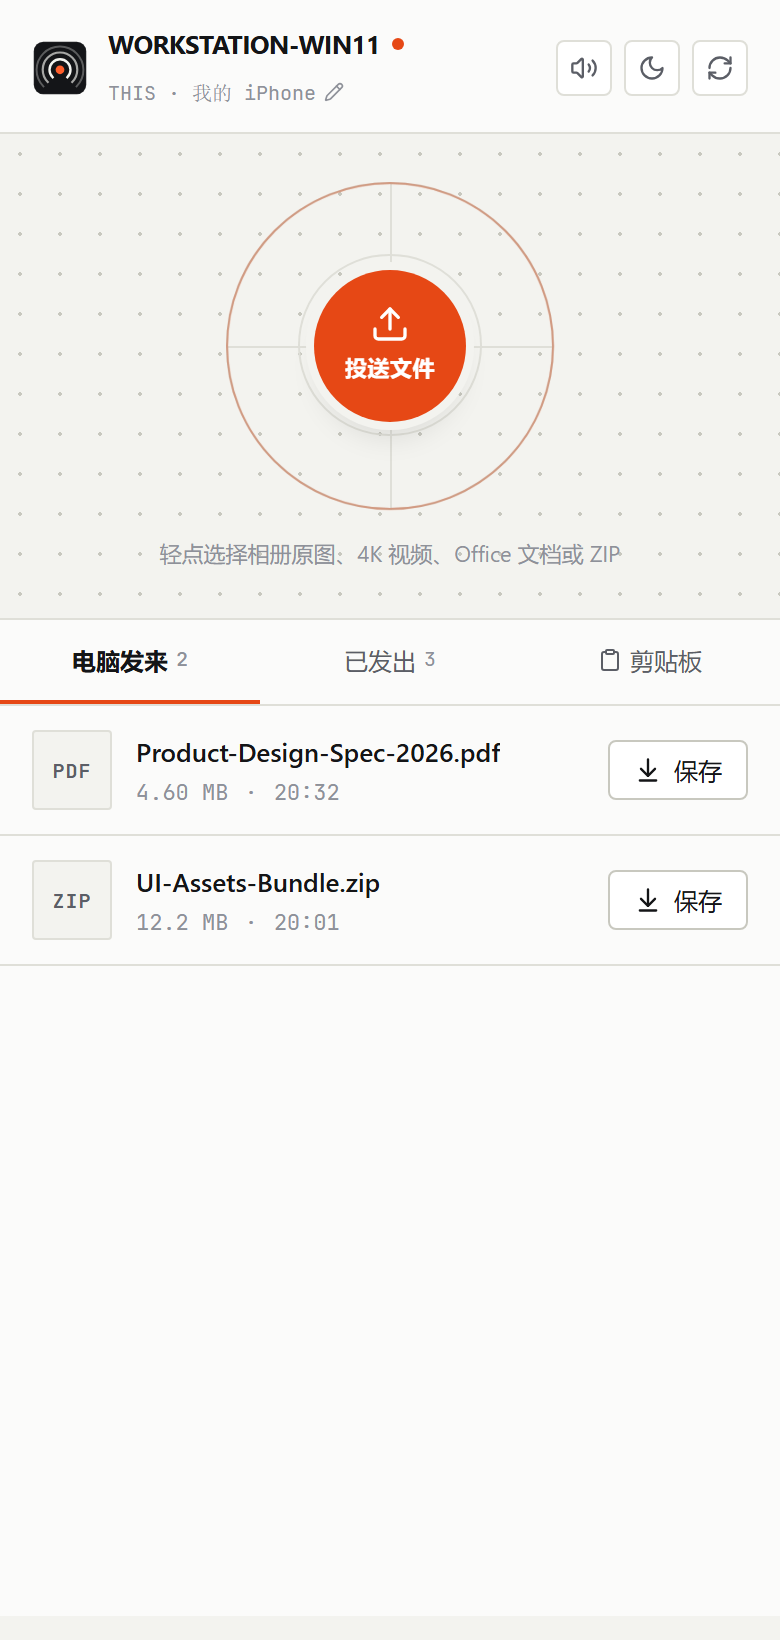 WORKSTATION-WIN11
THIS · 我的 iPhone
投送文件
轻点选择相册原图、4K 视频、Office 文档或 ZIP
电脑发来 2
已发出 3
剪贴板
PDF
Product-Design-Spec-2026.pdf
4.60 MB · 20:32
保存
ZIP
UI-Assets-Bundle.zip
12.2 MB · 20:01
保存